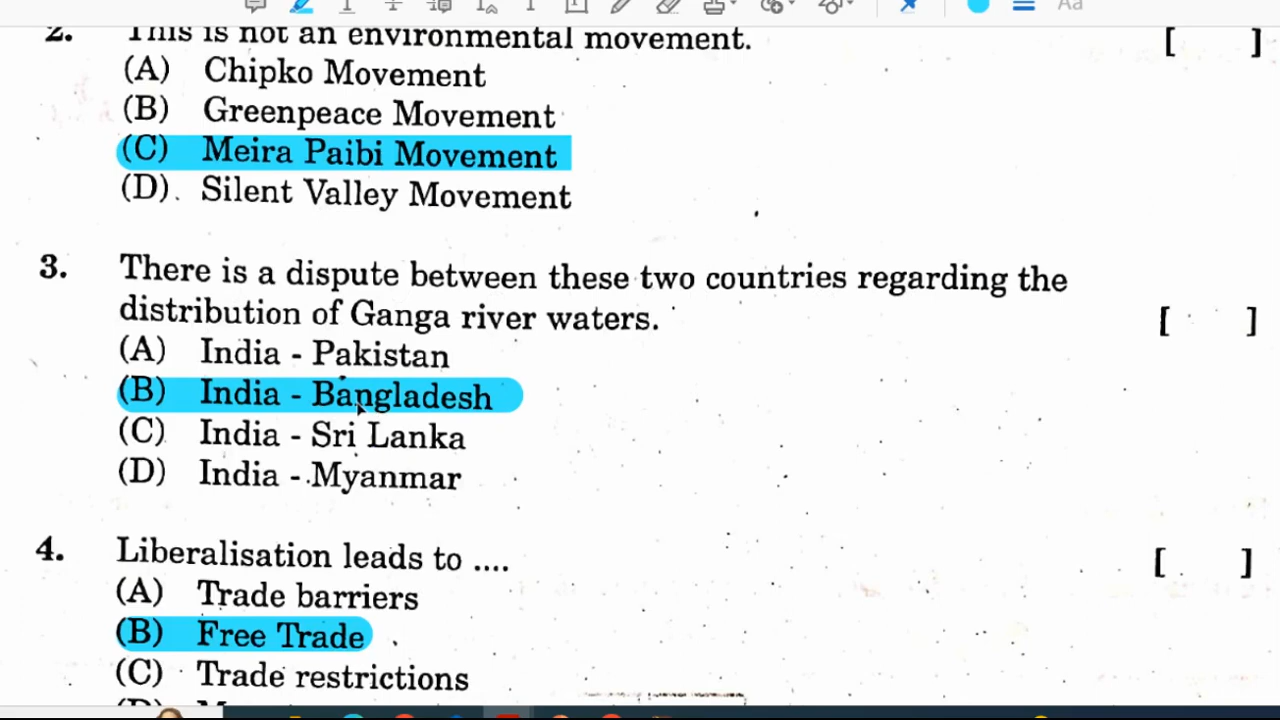 2. This is not an environmental movement. [ ]
(A) Chipko Movement
(B) Greenpeace Movement
(C) Meira Paibi Movement
(D). Silent Valley Movement
3. There is a dispute between these two countries regarding the
distribution of Ganga river waters. [ ]
(A) India - Pakistan
(B) India - Bangladesh
(C) India - Sri Lanka
(D) India - Myanmar
4. Liberalisation leads to .... [ ]
(A) Trade barriers
(B) Free Trade
(C) Trade restrictions
(D)